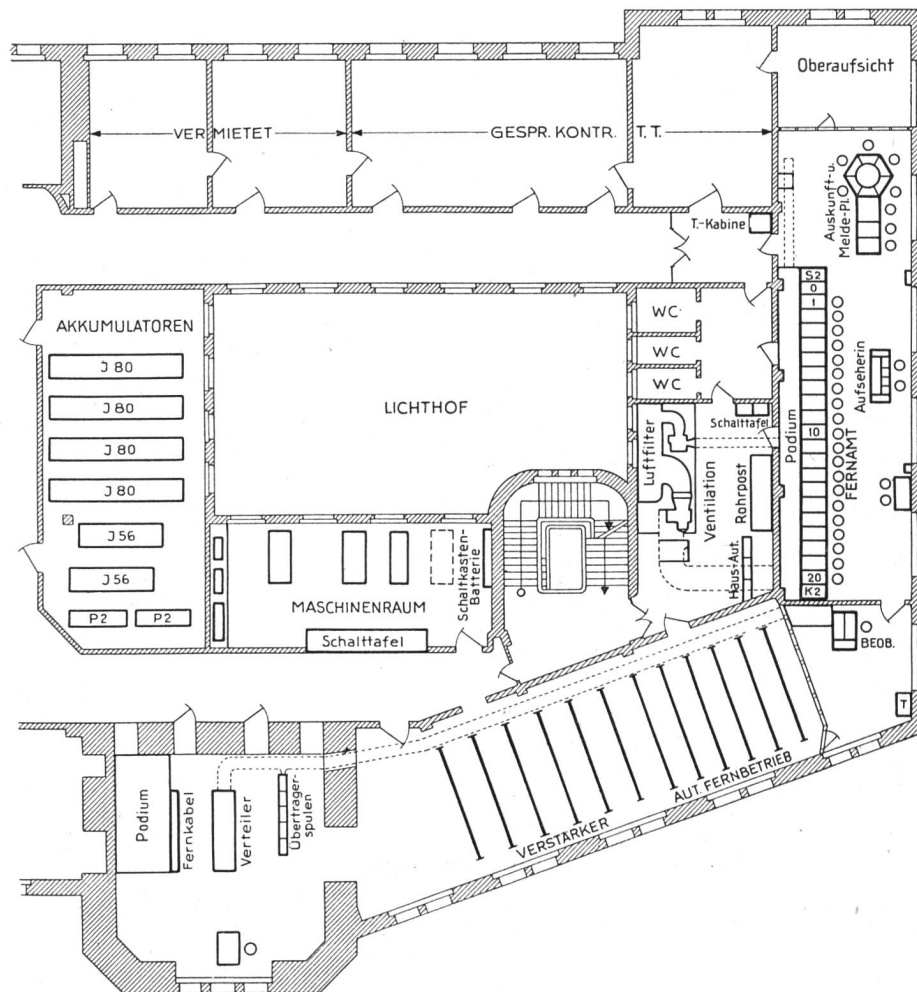 Oberaufsicht
VERMIETET
GESPR. KONTR. T. T.
Auskunft-u.
Melde-Pl.
T.-Kabine
S2
0
1
WC
WC
WC
AKKUMULATOREN
J 80
J 80
J 80
J 80
J 56
J 56
P2
P2
LICHTHOF
Aufseherin
Schalttafel
Podium
10
FERNAMT
Luftfilter
Ventilation
Rohrpost
Haus-Aut.
20
K2
Schaltkasten-
Batterie
MASCHINENRAUM
Schalttafel
BEOB.
T
Podium
Fernkabel
Verteiler
Übertrager-
spulen
VERSTÄRKER
AUT. FERNBETRIEB